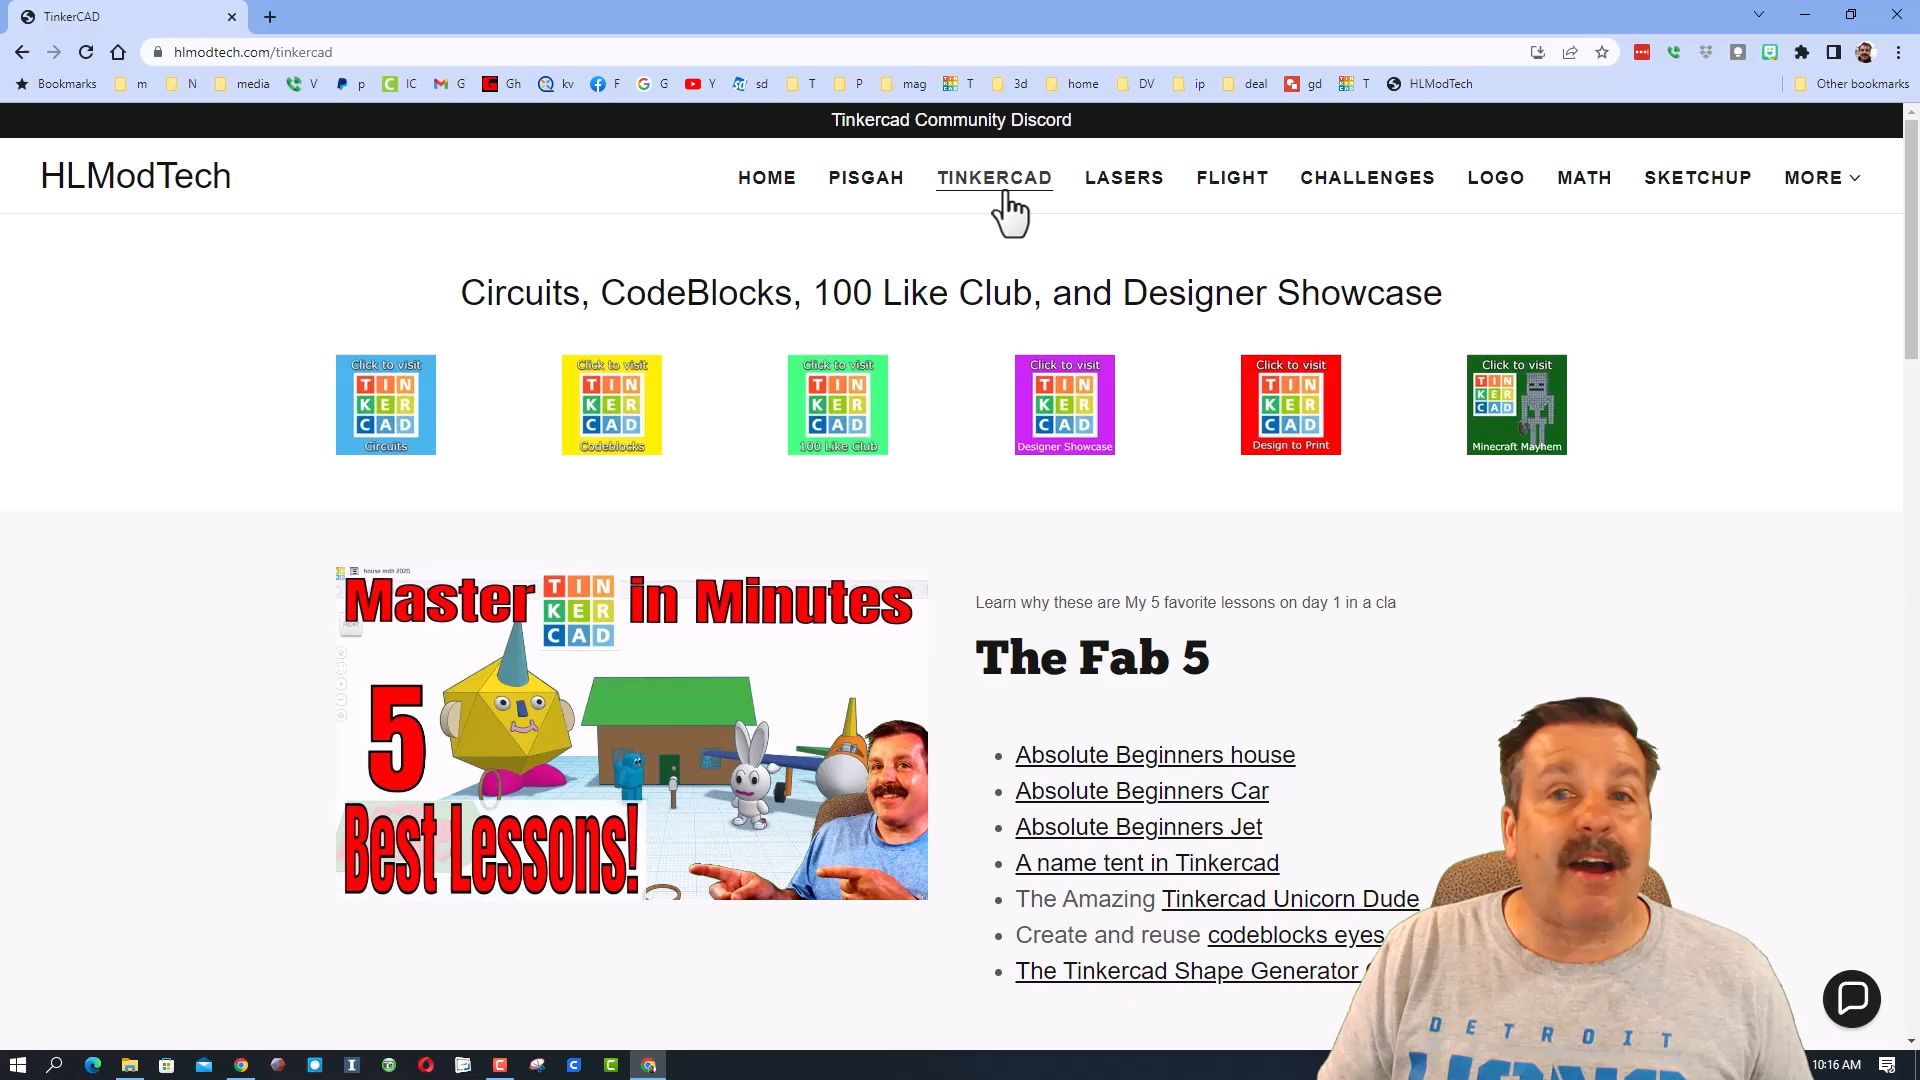 TinkerCAD
hlmodtech.com/tinkercad
Bookmarks m N media V p IC G Gh kv F G Y sd T P mag T 3d home DV ip deal gd T HLModTech Other bookmarks
Tinkercad Community Discord
HLModTech
HOME PISGAH TINKERCAD LASERS FLIGHT CHALLENGES LOGO MATH SKETCHUP MORE
Circuits, CodeBlocks, 100 Like Club, and Designer Showcase
Click to visit
TIN
KER
CAD
Circuits
Click to visit
TIN
KER
CAD
Codeblocks
Click to visit
TIN
KER
CAD
100 Like Club
Click to visit
TIN
KER
CAD
Designer Showcase
Click to visit
TIN
KER
CAD
Design to Print
Click to visit
TIN
KER
CAD
Minecraft Mayhem
house mdh 2020
Master TIN KER CAD in Minutes
5
Best Lessons!
Learn why these are My 5 favorite lessons on day 1 in a cla
The Fab 5
Absolute Beginners house
Absolute Beginners Car
Absolute Beginners Jet
A name tent in Tinkercad
The Amazing Tinkercad Unicorn Dude
Create and reuse codeblocks eyes
The Tinkercad Shape Generator
DETROIT
10:16 AM